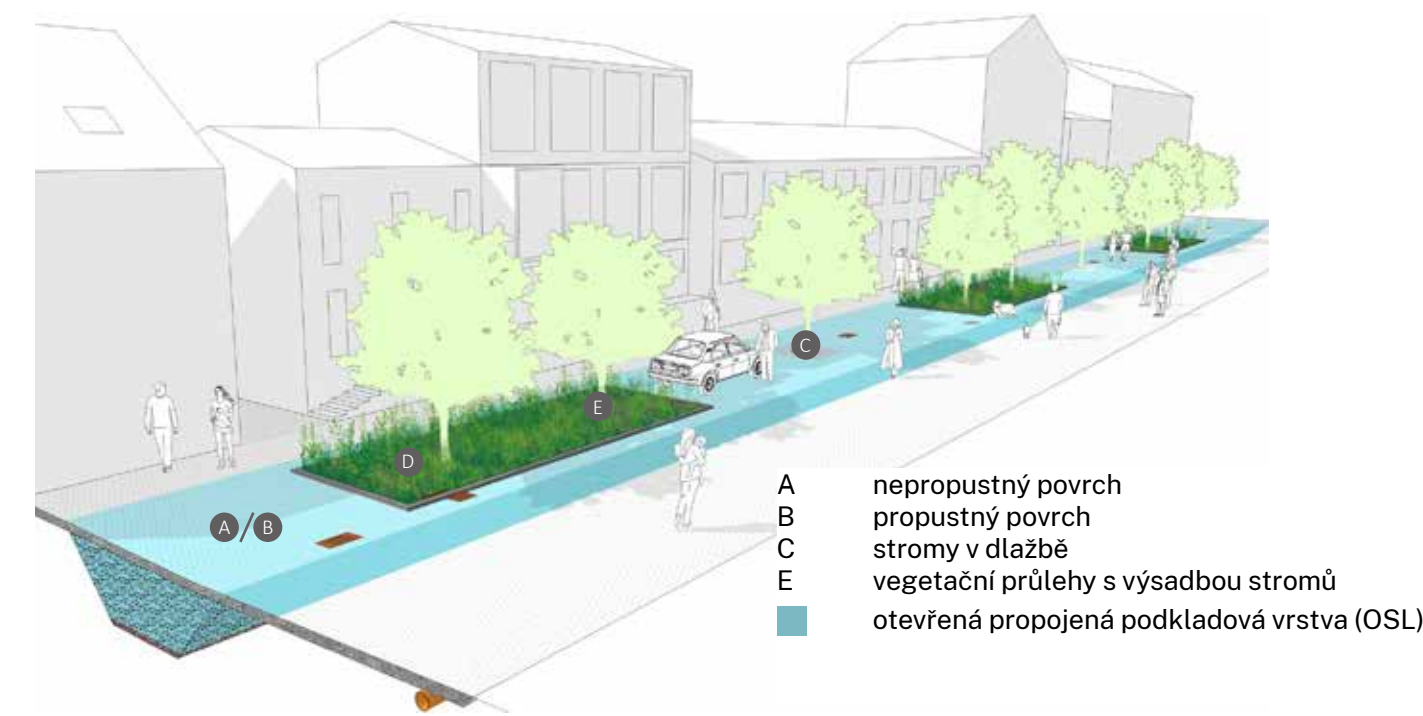 C
E
D
A/B
A nepropustný povrch
B propustný povrch
C stromy v dlažbě
E vegetační průlehy s výsadbou stromů
otevřená propojená podkladová vrstva (OSL)